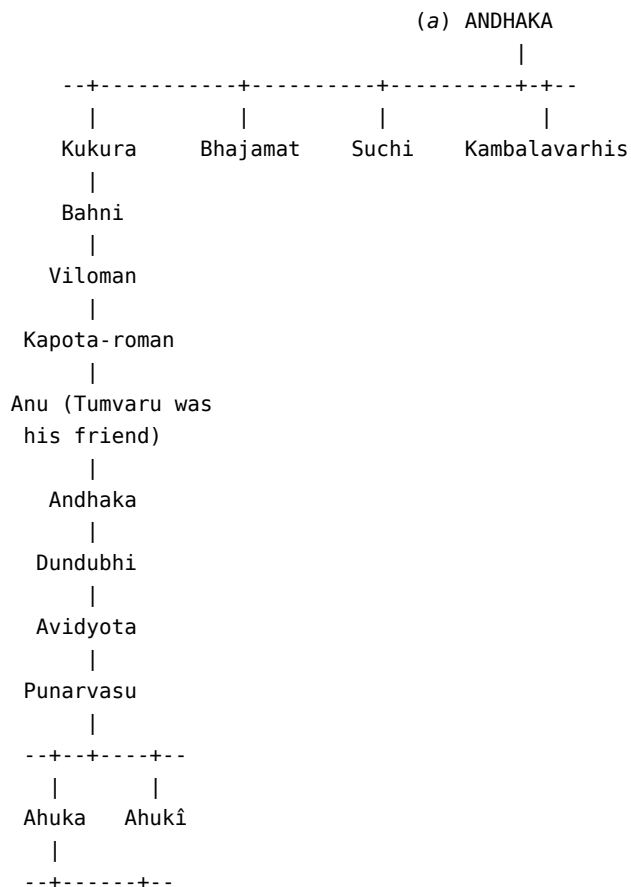 (a) ANDHAKA
|
--+-----------+----------+----------+-+--
| | | |
Kukura Bhajamat Suchi Kambalavarhis
|
Bahni
|
Viloman
|
Kapota-roman
|
Anu (Tumvaru was
his friend)
|
Andhaka
|
Dundubhi
|
Avidyota
|
Punarvasu
|
--+--+----+--
| |
Ahuka Ahukî
|
--+------+--